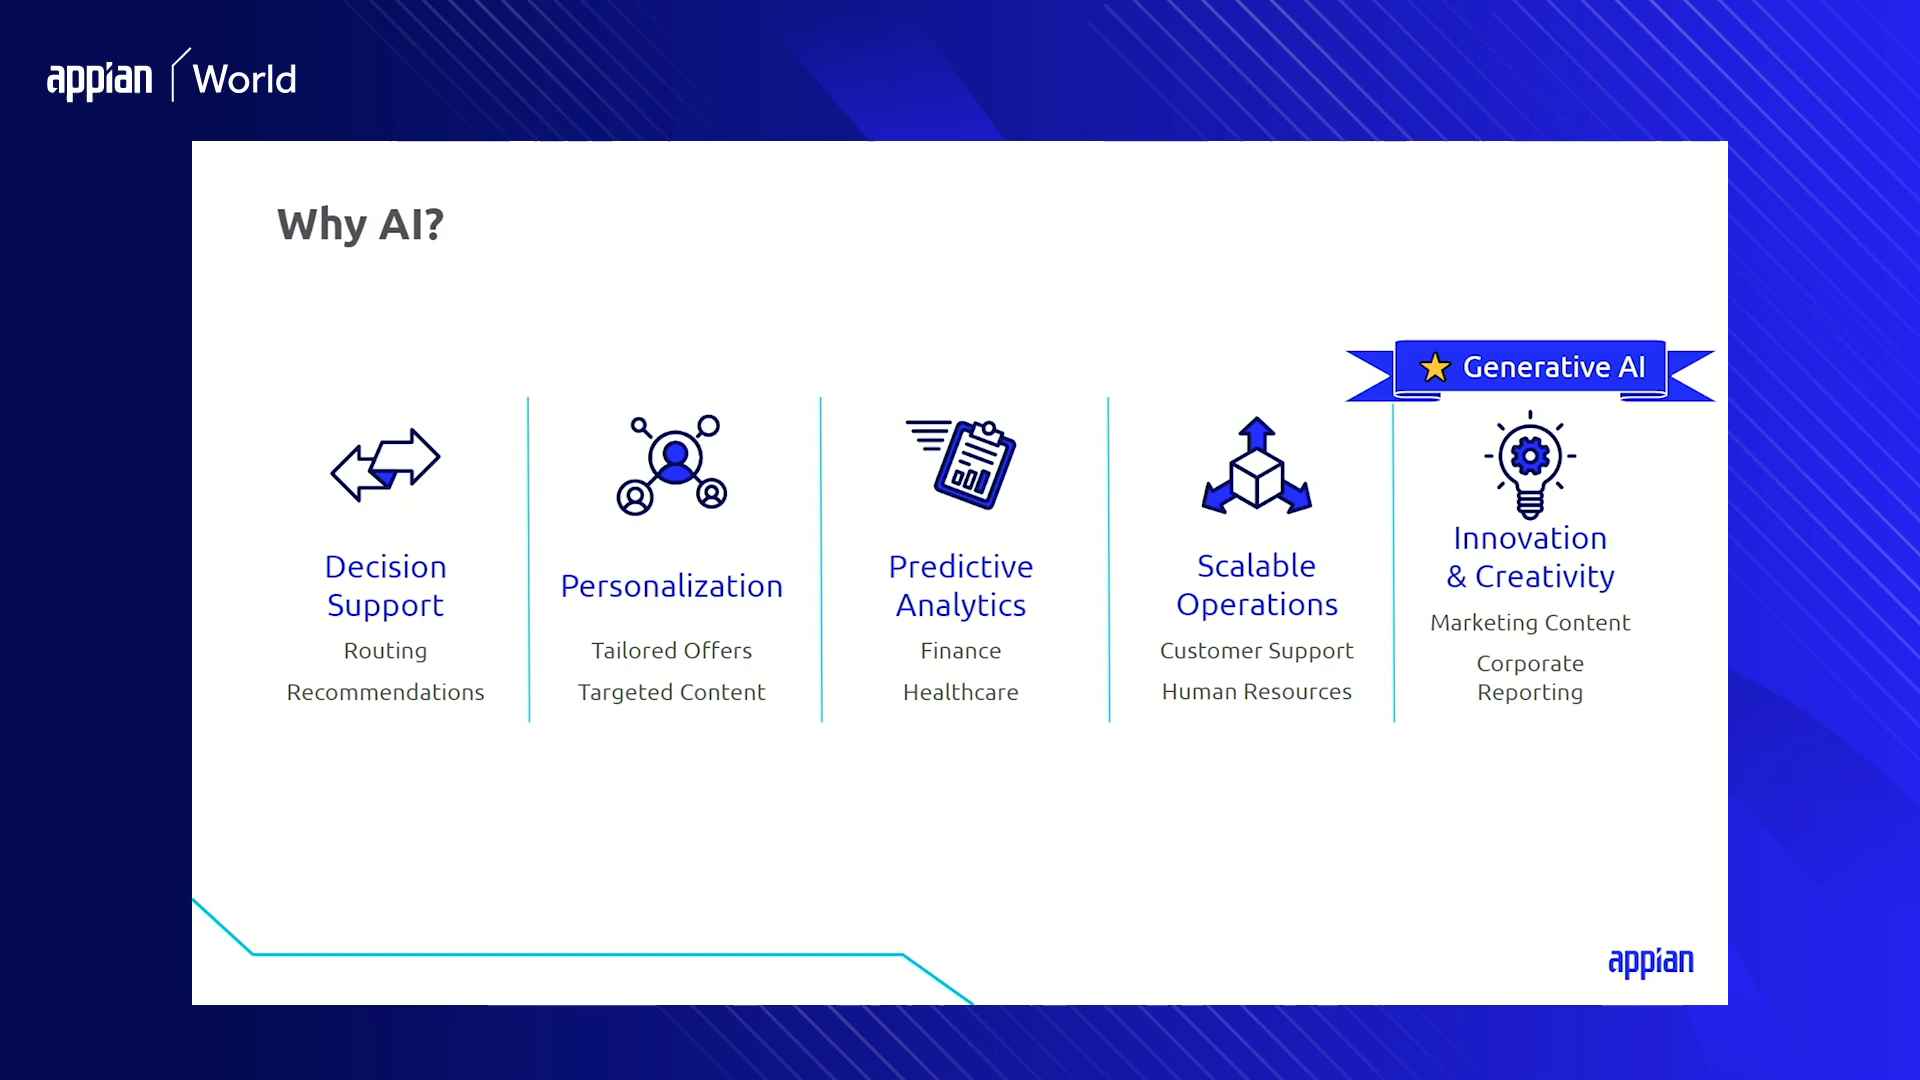 appian World
Why AI?
Generative AI
Decision
Support
Routing
Recommendations
Personalization
Tailored Offers
Targeted Content
Predictive
Analytics
Finance
Healthcare
Scalable
Operations
Customer Support
Human Resources
Innovation
& Creativity
Marketing Content
Corporate
Reporting
appian